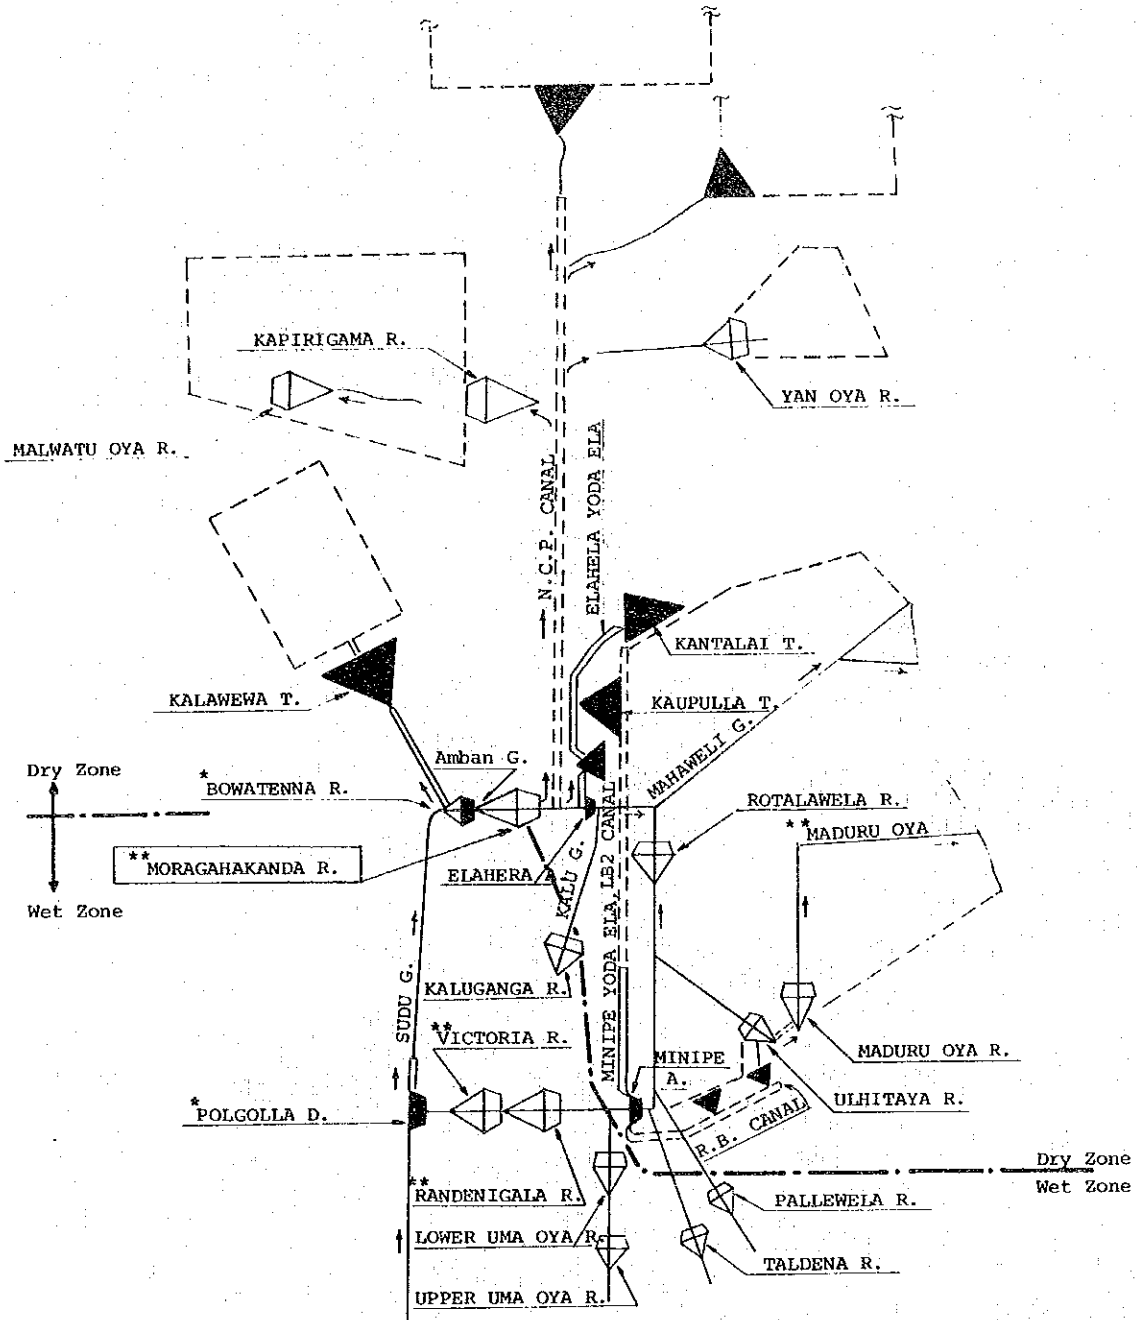 KAPIRIGAMA R.
YAN OYA R.
MALWATU OYA R.
N.C.P. CANAL
ELAHELA YODA ELA
KANTALAI T.
KAUPULLA T.
KALAWEWA T.
MAHAWELI G.
Amban G.
Dry Zone
*BOWATENNA R.
ROTALAWELA R.
**MADURU OYA
**MORAGAHAKANDA R.
ELAHERA A.
KALU G.
Wet Zone
MINIPE YODA ELA, LB2 CANAL
SUDU G.
KALUGANGA R.
**VICTORIA R.
MADURU OYA R.
MINIPE
A.
ULHITAYA R.
*POLGOLLA D.
R.B. CANAL
Dry Zone
Wet Zone
**RANDENIGALA R.
PALLEWELA R.
LOWER UMA OYA R.
TALDENA R.
UPPER UMA OYA R.